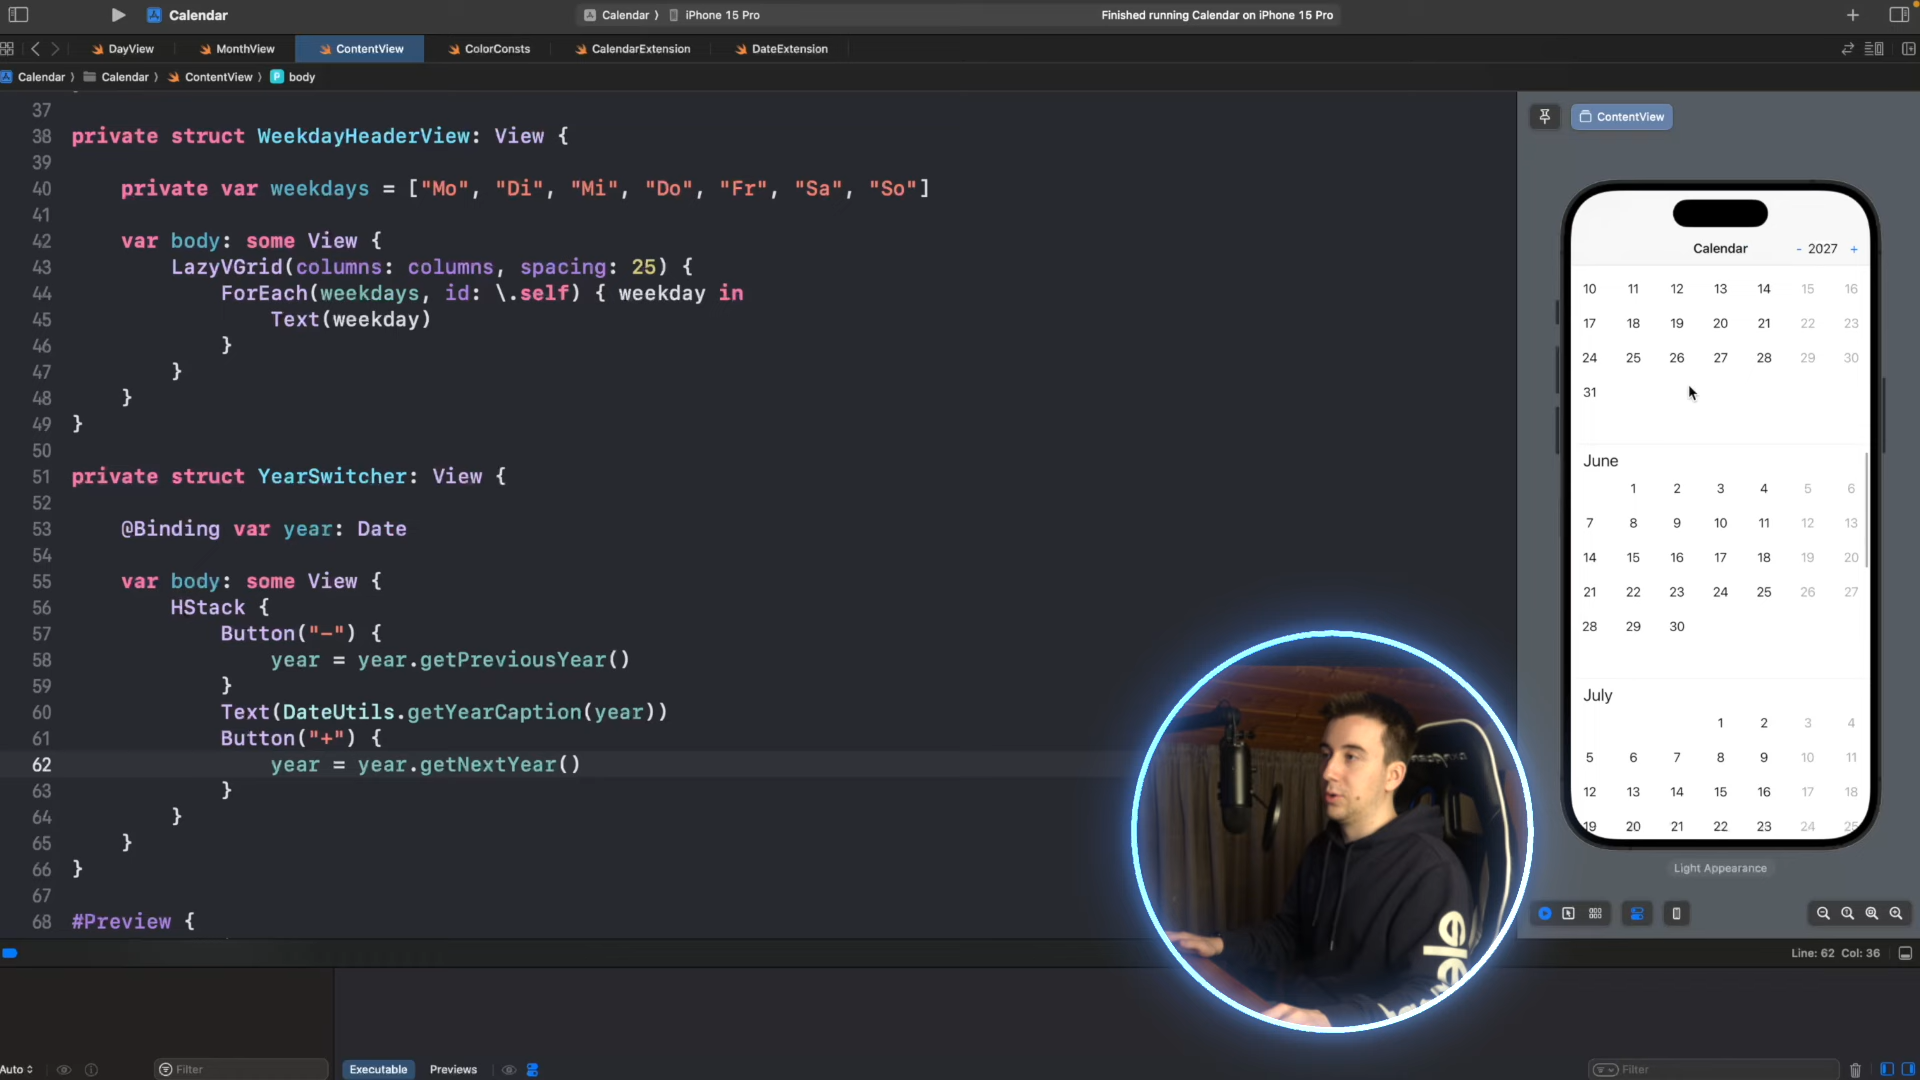 Calendar
Calendar ⟩ iPhone 15 Pro
Finished running Calendar on iPhone 15 Pro
DayView
MonthView
ContentView
ColorConsts
CalendarExtension
DateExtension
Calendar ⟩ Calendar ⟩ ContentView ⟩ P body
37
38 private struct WeekdayHeaderView: View {
39
40 private var weekdays = ["Mo", "Di", "Mi", "Do", "Fr", "Sa", "So"]
41
42 var body: some View {
43 LazyVGrid(columns: columns, spacing: 25) {
44 ForEach(weekdays, id: \.self) { weekday in
45 Text(weekday)
46 }
47 }
48 }
49 }
50
51 private struct YearSwitcher: View {
52
53 @Binding var year: Date
54
55 var body: some View {
56 HStack {
57 Button("-") {
58 year = year.getPreviousYear()
59 }
60 Text(DateUtils.getYearCaption(year))
61 Button("+") {
62 year = year.getNextYear()
63 }
64 }
65 }
66 }
67
68 #Preview {
ContentView
Calendar - 2027 +
10 11 12 13 14 15 16
17 18 19 20 21 22 23
24 25 26 27 28 29 30
31
June
1 2 3 4 5 6
7 8 9 10 11 12 13
14 15 16 17 18 19 20
21 22 23 24 25 26 27
28 29 30
July
1 2 3 4
5 6 7 8 9 10 11
12 13 14 15 16 17 18
19 20 21 22 23 24 25
Light Appearance
ele
Line: 62 Col: 36
Auto
Filter
Executable
Previews
Filter